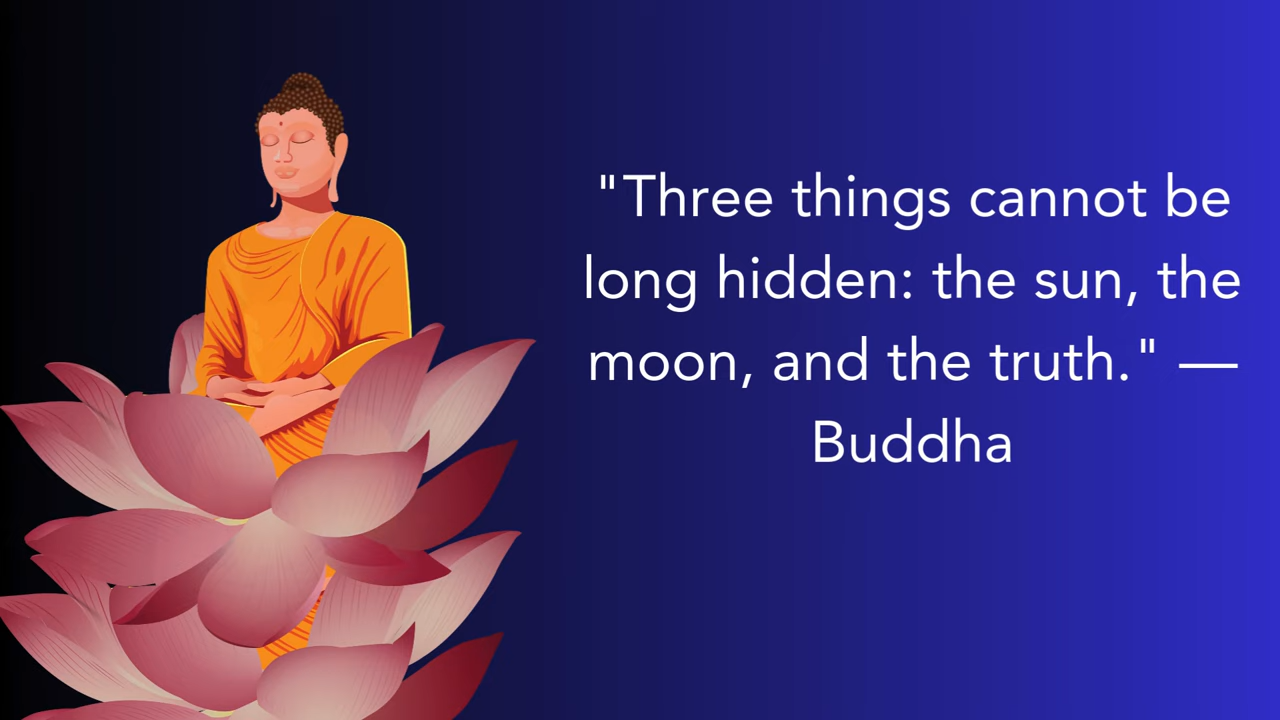 "Three things cannot be
long hidden: the sun, the
moon, and the truth." —
Buddha